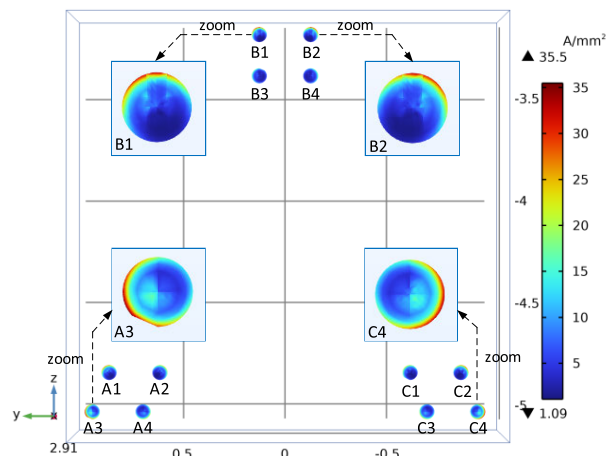 zoom zoom
A/mm²
B1 B2
▲ 35.5
B3 B4
35
-3.5
30
B1 B2
25
20
-4
15
10
-4.5
A3 C4
5
zoom zoom
A1 A2 C1 C2
z
y
-5
▼ 1.09
A3 A4 C3 C4
2.91
0.5 0 -0.5